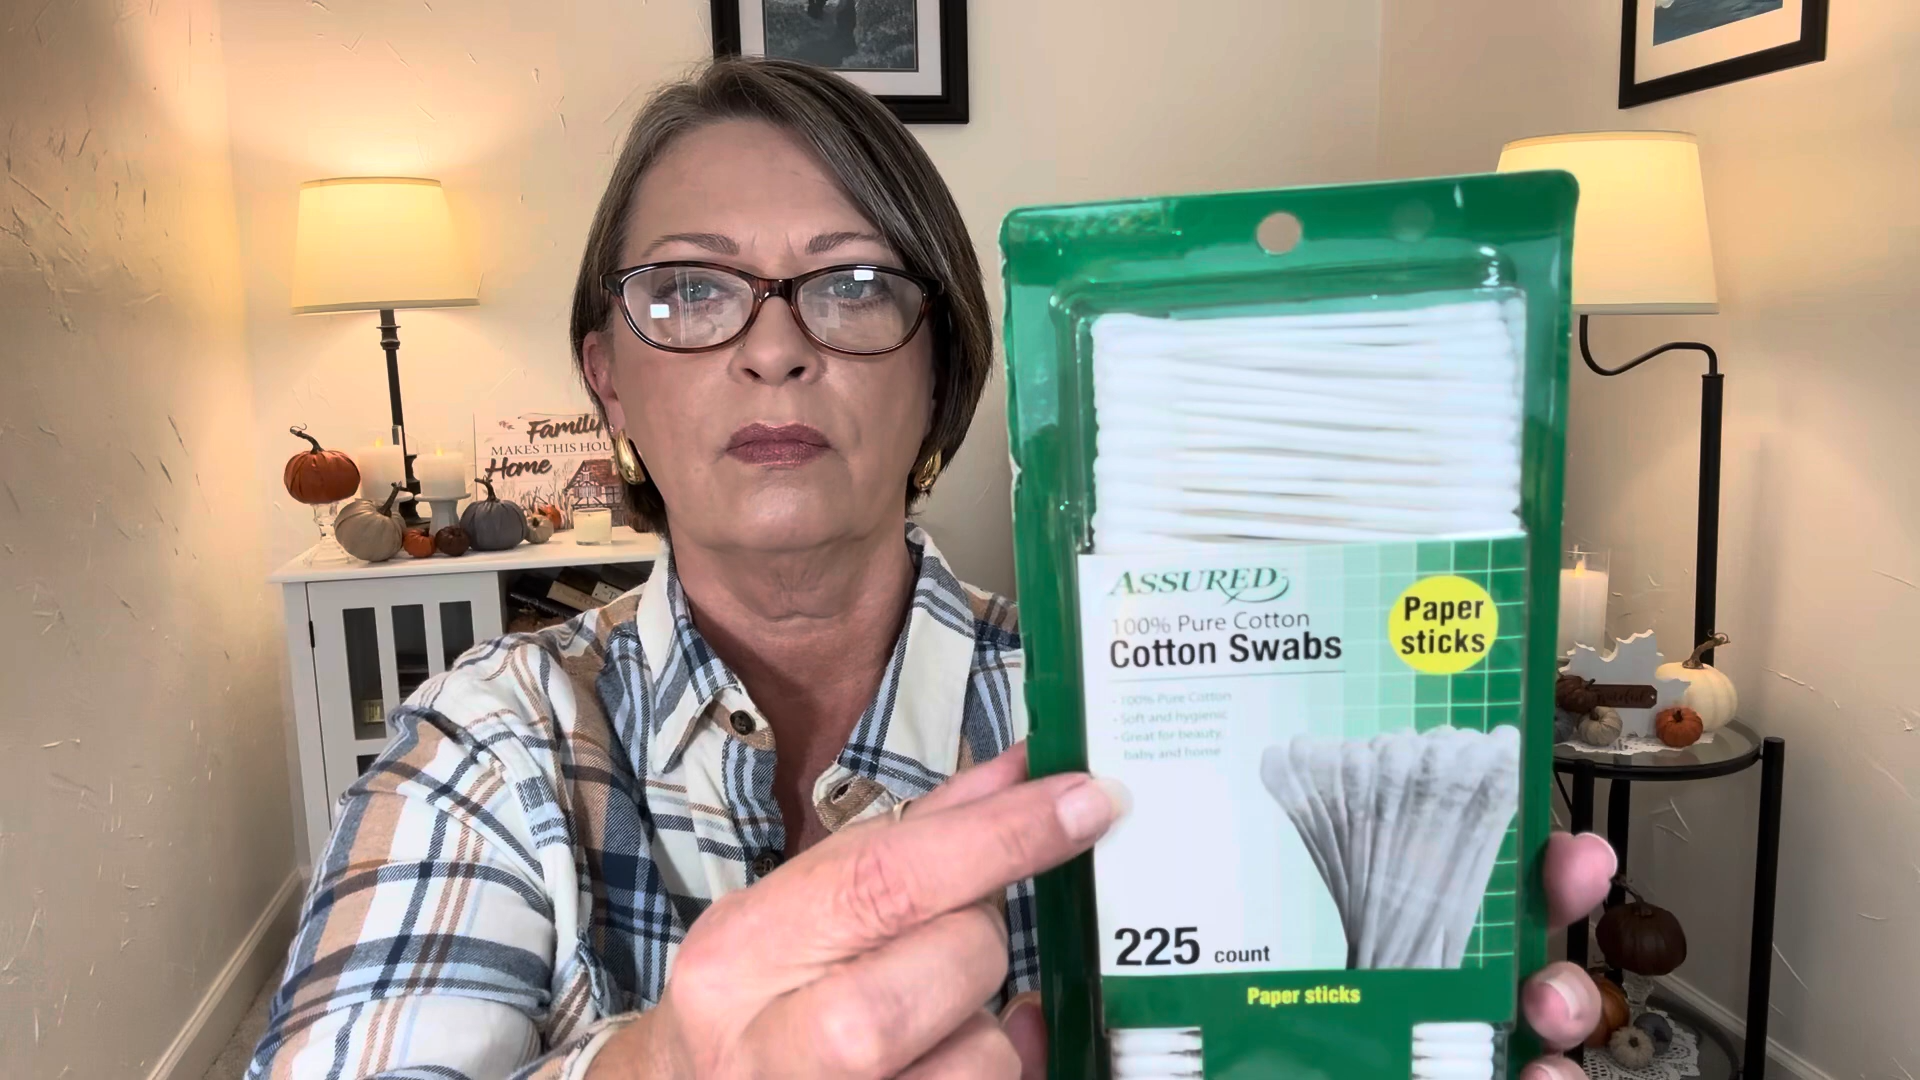 Family
MAKES THIS HOU
Home
ASSURED
100% Pure Cotton
Cotton Swabs
Paper
sticks
• 100% Pure Cotton
• Soft and hygienic
• Great for beauty,
baby and home
225 count
Paper sticks